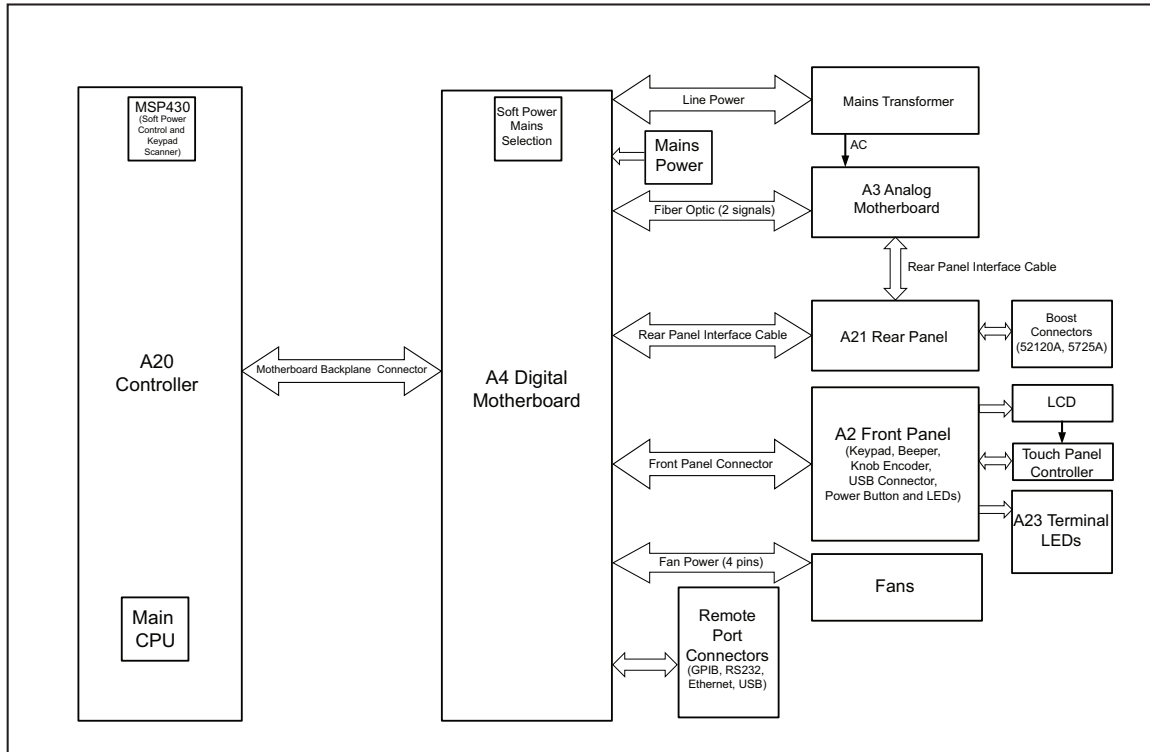 MSP430
(Soft Power
Control and
Keypad
Scanner)
A20
Controller
Main
CPU
Motherboard Backplane Connector
Soft Power
Mains
Selection
A4 Digital
Motherboard
Line Power
Mains Transformer
Mains
Power
AC
Fiber Optic (2 signals)
A3 Analog
Motherboard
Rear Panel Interface Cable
Rear Panel Interface Cable
A21 Rear Panel
Boost
Connectors
(52120A, 5725A)
Front Panel Connector
A2 Front Panel
(Keypad, Beeper,
Knob Encoder,
USB Connector,
Power Button and LEDs)
LCD
Touch Panel
Controller
A23 Terminal
LEDs
Fan Power (4 pins)
Fans
Remote
Port
Connectors
(GPIB, RS232,
Ethernet, USB)